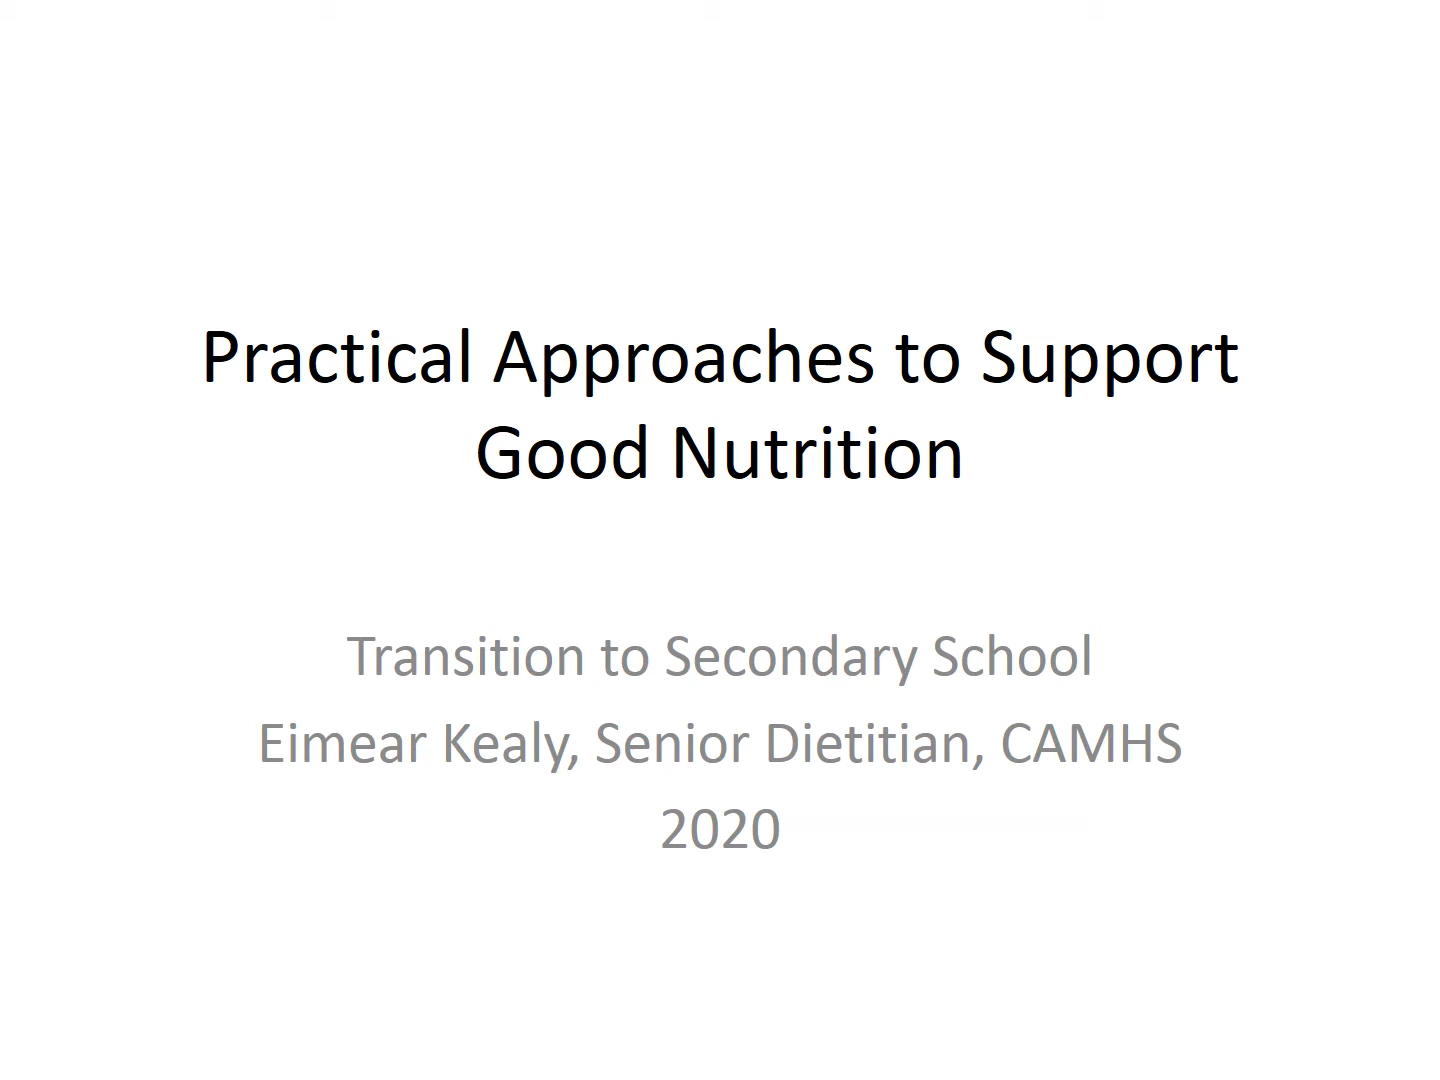 Practical Approaches to Support
Good Nutrition
Transition to Secondary School
Eimear Kealy, Senior Dietitian, CAMHS
2020